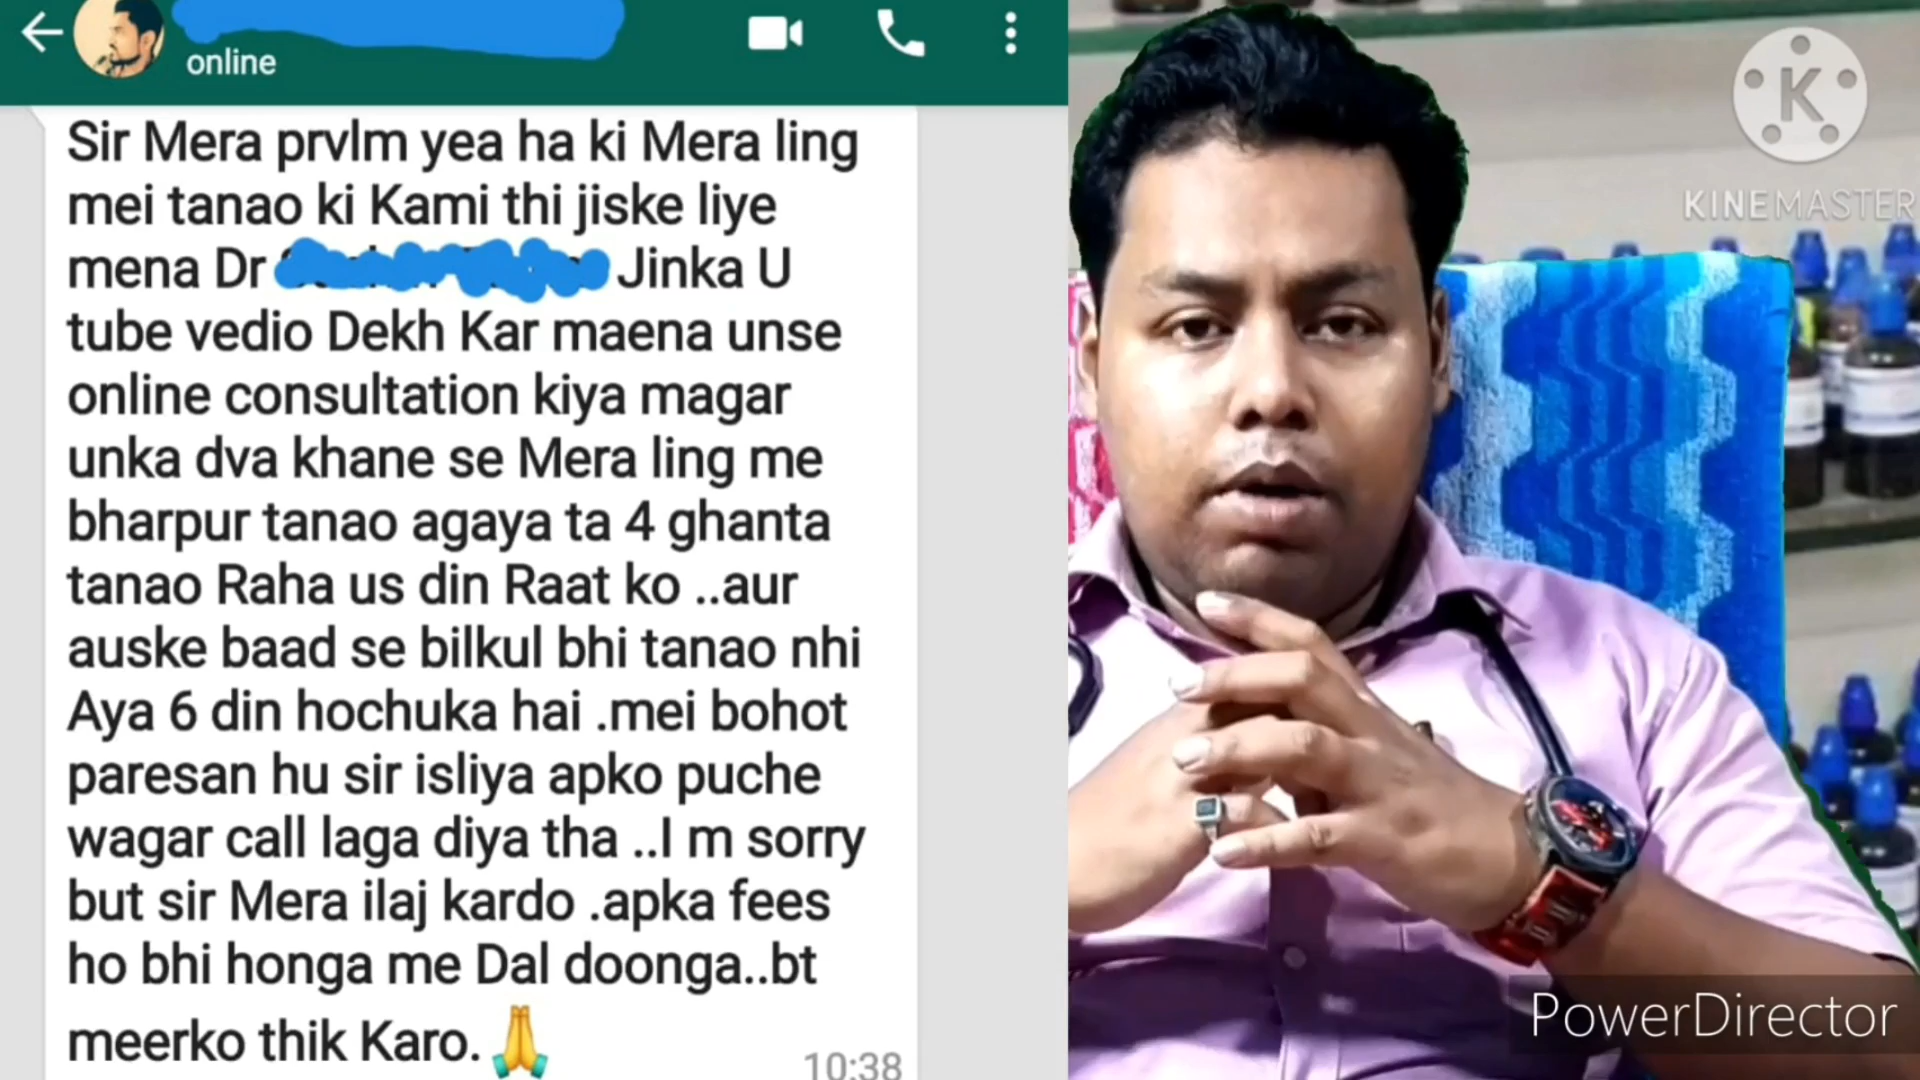 online
Sir Mera prvlm yea ha ki Mera ling
mei tanao ki Kami thi jiske liye
mena Dr Jinka U
tube vedio Dekh Kar maena unse
online consultation kiya magar
unka dva khane se Mera ling me
bharpur tanao agaya ta 4 ghanta
tanao Raha us din Raat ko ..aur
auske baad se bilkul bhi tanao nhi
Aya 6 din hochuka hai .mei bohot
paresan hu sir isliya apko puche
wagar call laga diya tha ..I m sorry
but sir Mera ilaj kardo .apka fees
ho bhi honga me Dal doonga..bt
meerko thik Karo.🙏
10:38
K
KINEMASTER
PowerDirector